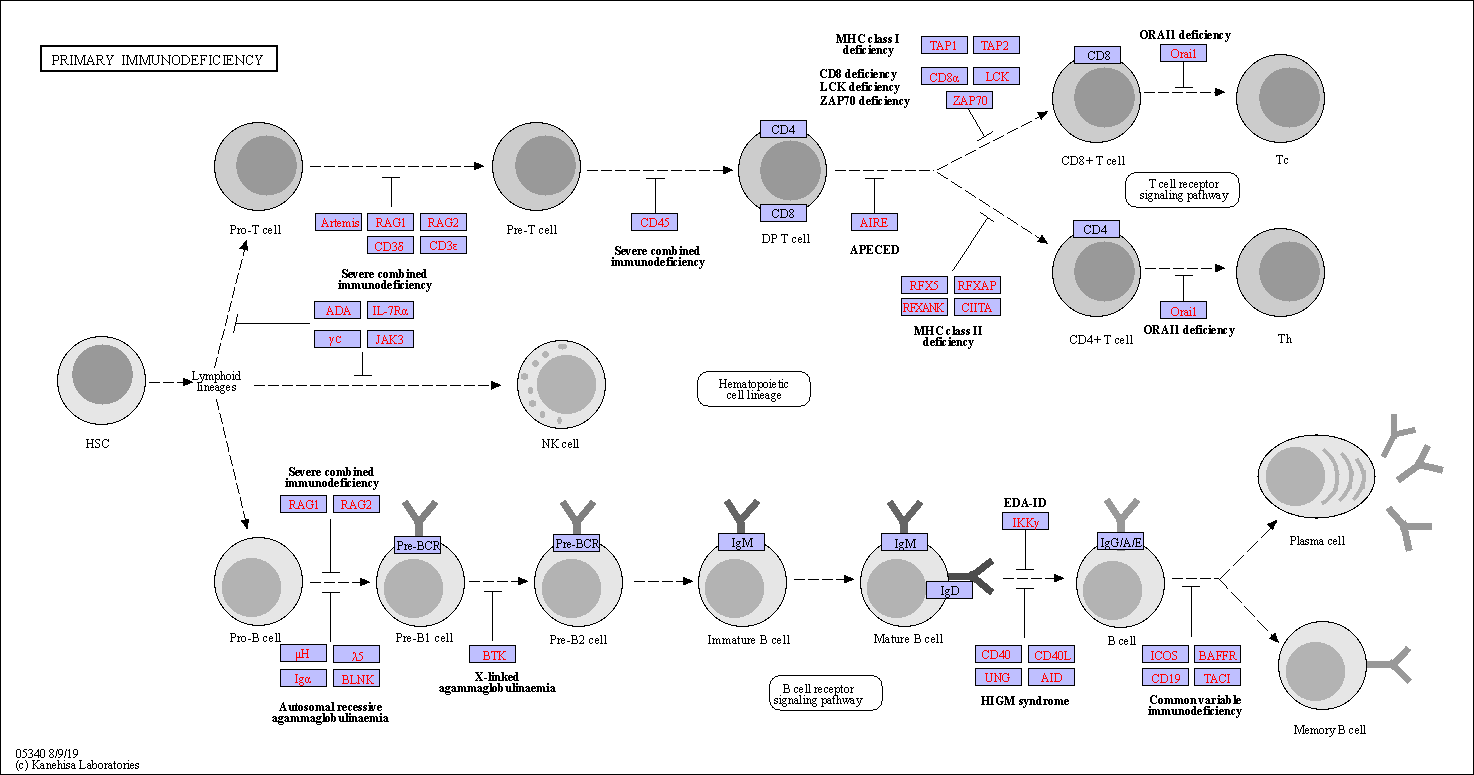 PRIMARY IMMUNODEFICIENCY
MHC class I
deficiency
TAP1
TAP2
CD8 deficiency
LCK deficiency
ZAP70 deficiency
CD8α
LCK
ZAP70
CD8
CD8+ T cell
ORAI1 deficiency
Orai1
Tc
Pro-T cell
Artemis
RAG1
RAG2
CD3δ
CD3ε
Severe combined
immunodeficiency
Pre-T cell
CD45
Severe combined
immunodeficiency
CD4
CD8
DP T cell
AIRE
APECED
T cell receptor
signaling pathway
RFX5
RFXAP
RFXANK
CIITA
MHC class II
deficiency
CD4
CD4+ T cell
Orai1
ORAI1 deficiency
Th
ADA
IL-7Rα
γc
JAK3
HSC
Lymphoid
lineages
NK cell
Hematopoietic
cell lineage
Severe combined
immunodeficiency
RAG1
RAG2
Pro-B cell
μH
λ5
Igα
BLNK
Autosomal recessive
agammaglobulinaemia
Pre-BCR
Pre-B1 cell
BTK
X-linked
agammaglobulinaemia
Pre-BCR
Pre-B2 cell
IgM
Immature B cell
IgM
IgD
Mature B cell
B cell receptor
signaling pathway
EDA-ID
IKKγ
CD40
CD40L
UNG
AID
HIGM syndrome
IgG/A/E
B cell
ICOS
BAFFR
CD19
TACI
Common variable
immunodeficiency
Plasma cell
Memory B cell
05340 8/9/19
(c) Kanehisa Laboratories